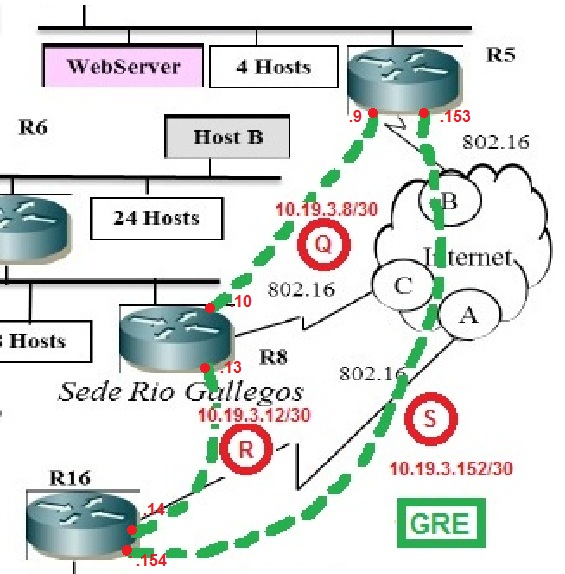 WebServer
4 Hosts
R5
.9
.153
R6
Host B
802.16
24 Hosts
10.19.3.8/30
B
Q
Internet
.10
802.16
C
A
3 Hosts
R8
.13
802.16
Sede Rio Gallegos
10.19.3.12/30
S
R
10.19.3.152/30
R16
.14
GRE
.154